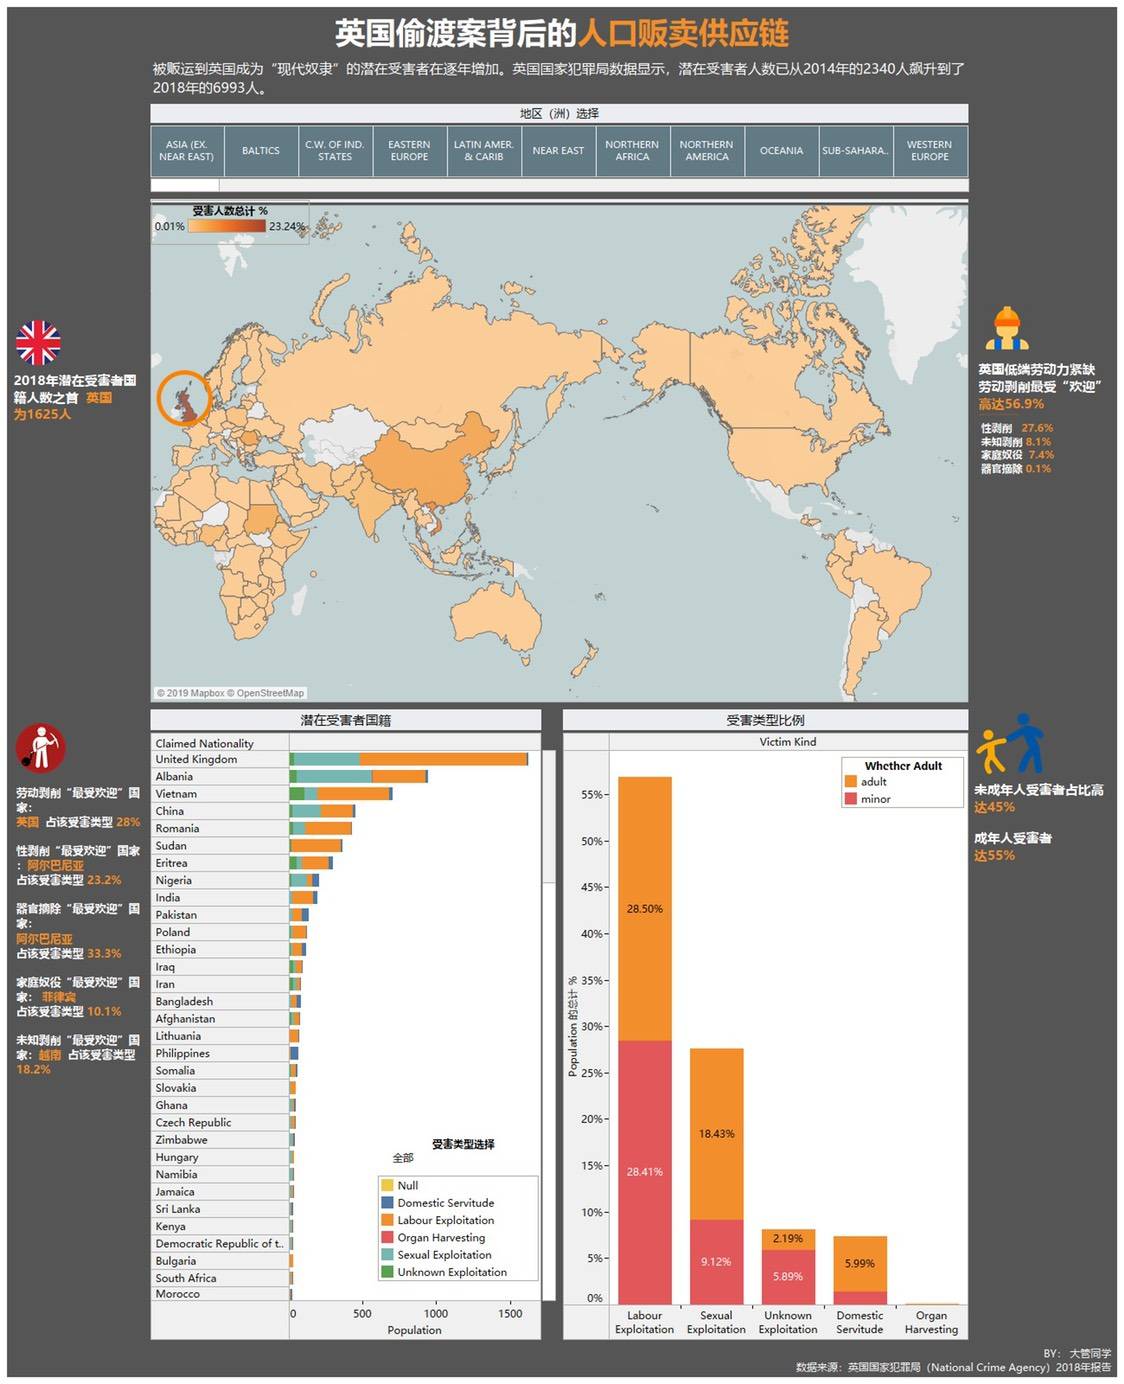 英国偷渡案背后的人口贩卖供应链
被贩运到英国成为“现代奴隶”的潜在受害者在逐年增加。英国国家犯罪局数据显示，潜在受害者人数已从2014年的2340人飙升到了
2018年的6993人。
地区（洲）选择
ASIA (EX. NEAR EAST)
BALTICS
C.W. OF IND. STATES
EASTERN EUROPE
LATIN AMER. & CARIB
NEAR EAST
NORTHERN AFRICA
NORTHERN AMERICA
OCEANIA
SUB-SAHARA..
WESTERN EUROPE
受害人数总计 %
0.01% 23.24%
2018年潜在受害者国
籍人数之首 英国
为1625人
英国低端劳动力紧缺
劳动剥削最受“欢迎”
高达56.9%
性剥削 27.6%
未知剥削 8.1%
家庭奴役 7.4%
器官摘除 0.1%
© 2019 Mapbox © OpenStreetMap
劳动剥削“最受欢迎”国
家：
英国 占该受害类型 28%
性剥削“最受欢迎”国家
：阿尔巴尼亚
占该受害类型 23.2%
器官摘除“最受欢迎”国
家：
阿尔巴尼亚
占该受害类型 33.3%
家庭奴役“最受欢迎”国
家： 菲律宾
占该受害类型 10.1%
未知剥削“最受欢迎”国
家：越南 占该受害类型
18.2%
潜在受害者国籍
Claimed Nationality
United Kingdom
Albania
Vietnam
China
Romania
Sudan
Eritrea
Nigeria
India
Pakistan
Poland
Ethiopia
Iraq
Iran
Bangladesh
Afghanistan
Lithuania
Philippines
Somalia
Slovakia
Ghana
Czech Republic
Zimbabwe
Hungary
Namibia
Jamaica
Sri Lanka
Kenya
Democratic Republic of t..
Bulgaria
South Africa
Morocco
受害类型选择
全部
Null
Domestic Servitude
Labour Exploitation
Organ Harvesting
Sexual Exploitation
Unknown Exploitation
0 500 1000 1500
Population
受害类型比例
Victim Kind
Whether Adult
adult
minor
Population 的总计 %
55%
50%
45%
40%
35%
30%
25%
20%
15%
10%
5%
0%
28.50%
28.41%
18.43%
9.12%
2.19%
5.89%
5.99%
Labour Exploitation
Sexual Exploitation
Unknown Exploitation
Domestic Servitude
Organ Harvesting
未成年人受害者占比高
达45%
成年人受害者
达55%
BY： 大管同学
数据来源：英国国家犯罪局（National Crime Agency）2018年报告